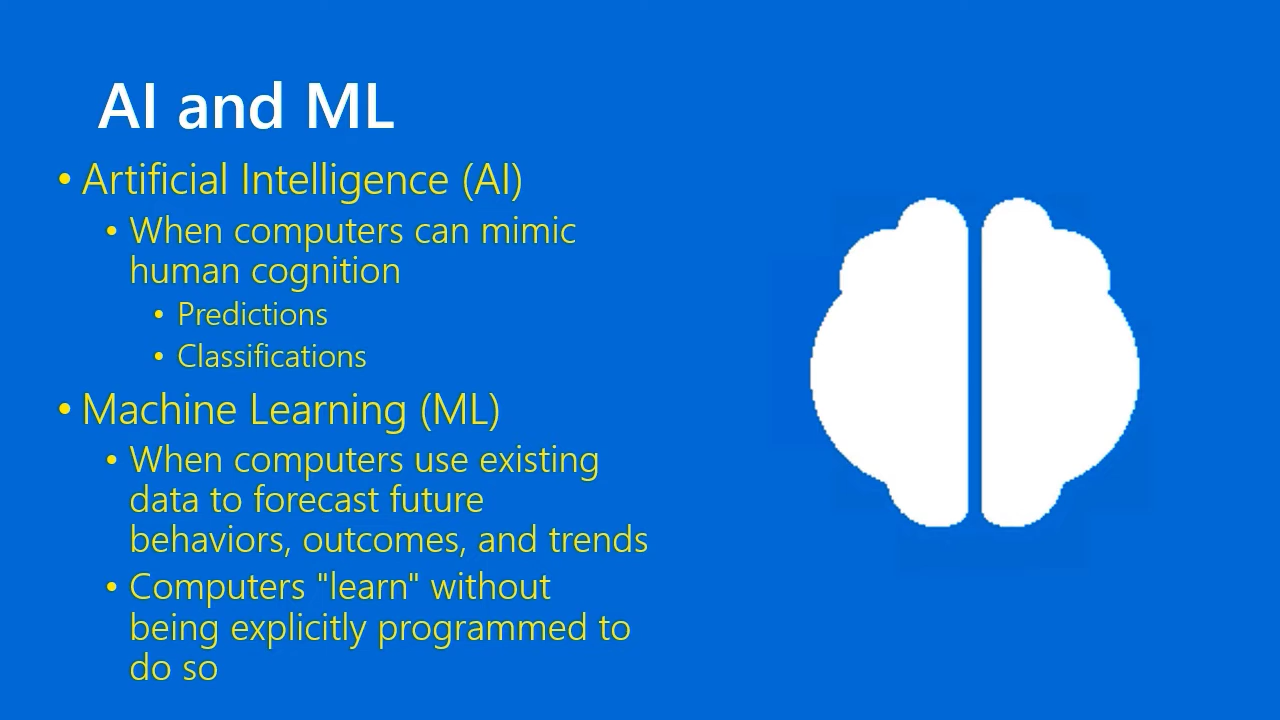 AI and ML
• Artificial Intelligence (AI)
• When computers can mimic
human cognition
• Predictions
• Classifications
• Machine Learning (ML)
• When computers use existing
data to forecast future
behaviors, outcomes, and trends
• Computers "learn" without
being explicitly programmed to
do so